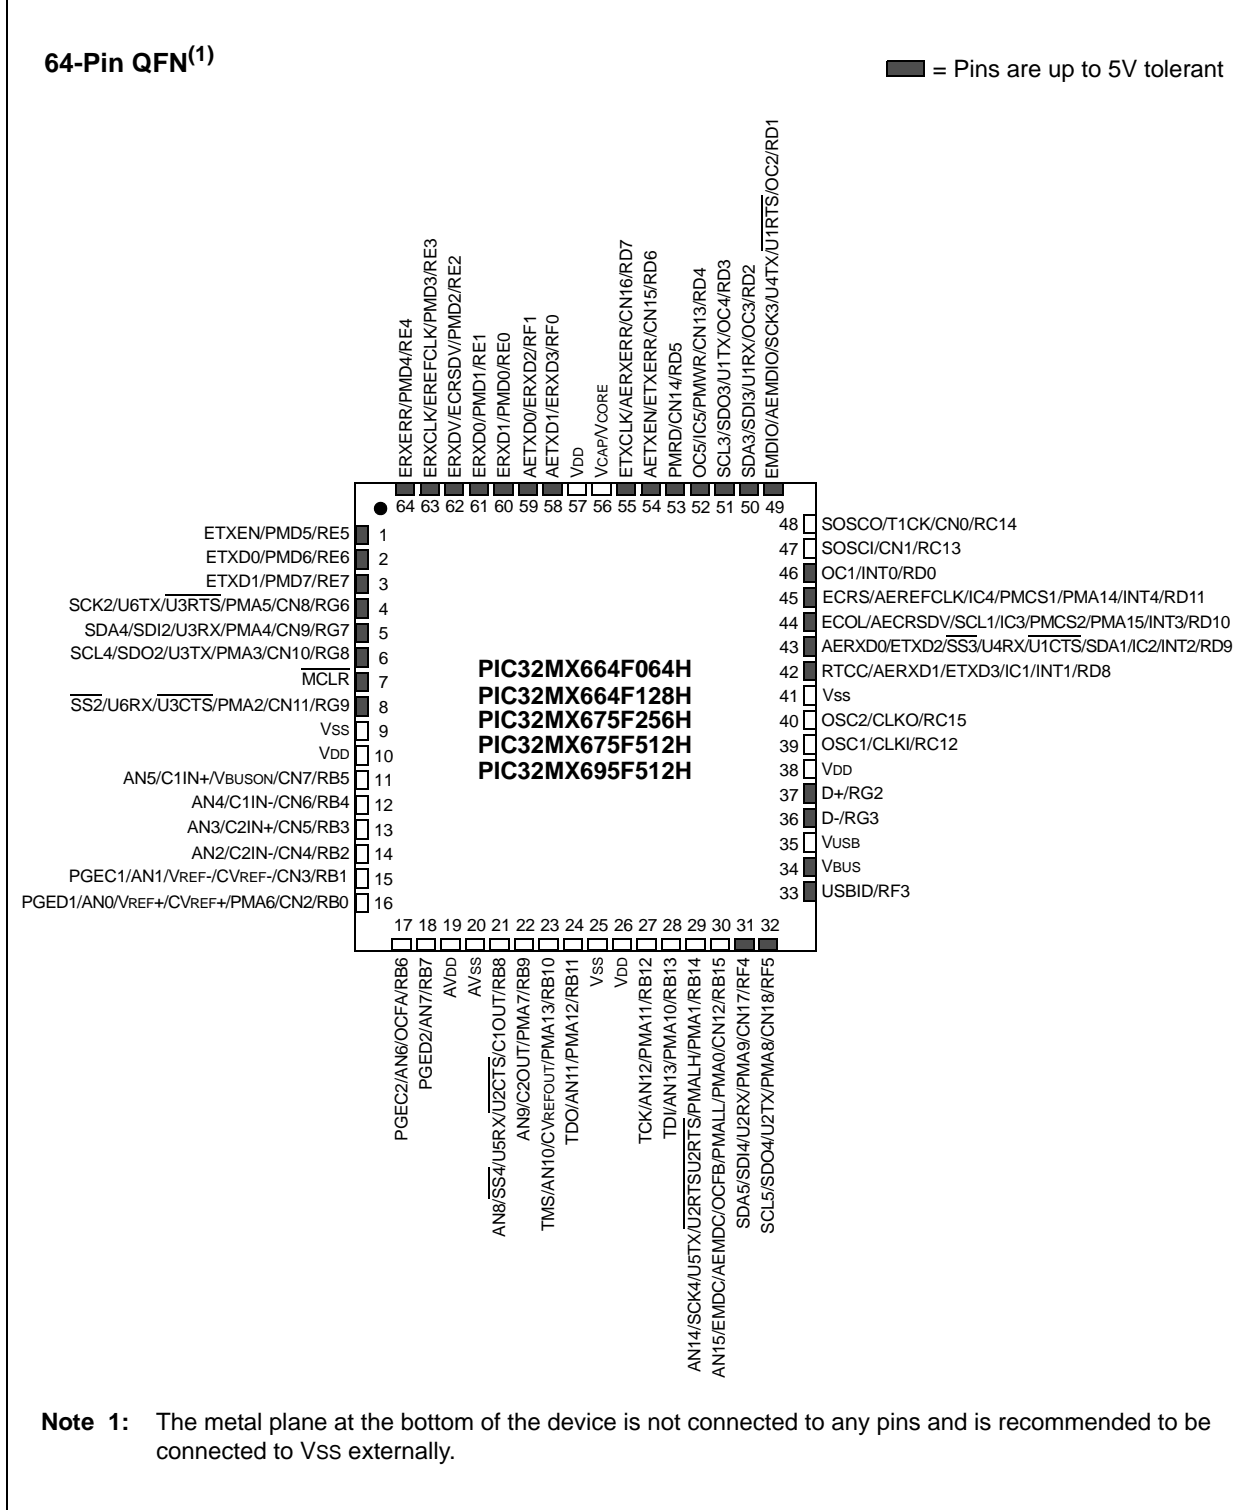 64-Pin QFN(1)
= Pins are up to 5V tolerant
ERXERR/PMD4/RE4
ERXCLK/EREFCLK/PMD3/RE3
ERXDV/ECRSDV/PMD2/RE2
ERXD0/PMD1/RE1
ERXD1/PMD0/RE0
AETXD0/ERXD2/RF1
AETXD1/ERXD3/RF0
VDD
VCAP/VCORE
ETXCLK/AERXERR/CN16/RD7
AETXEN/ETXERR/CN15/RD6
PMRD/CN14/RD5
OC5/IC5/PMWR/CN13/RD4
SCL3/SDO3/U1TX/OC4/RD3
SDA3/SDI3/U1RX/OC3/RD2
EMDIO/AEMDIO/SCK3/U4TX/U1RTS/OC2/RD1
64 63 62 61 60 59 58 57 56 55 54 53 52 51 50 49
ETXEN/PMD5/RE5 1
ETXD0/PMD6/RE6 2
ETXD1/PMD7/RE7 3
SCK2/U6TX/U3RTS/PMA5/CN8/RG6 4
SDA4/SDI2/U3RX/PMA4/CN9/RG7 5
SCL4/SDO2/U3TX/PMA3/CN10/RG8 6
MCLR 7
SS2/U6RX/U3CTS/PMA2/CN11/RG9 8
VSS 9
VDD 10
AN5/C1IN+/VBUSON/CN7/RB5 11
AN4/C1IN-/CN6/RB4 12
AN3/C2IN+/CN5/RB3 13
AN2/C2IN-/CN4/RB2 14
PGEC1/AN1/VREF-/CVREF-/CN3/RB1 15
PGED1/AN0/VREF+/CVREF+/PMA6/CN2/RB0 16
PIC32MX664F064H
PIC32MX664F128H
PIC32MX675F256H
PIC32MX675F512H
PIC32MX695F512H
48 SOSCO/T1CK/CN0/RC14
47 SOSCI/CN1/RC13
46 OC1/INT0/RD0
45 ECRS/AEREFCLK/IC4/PMCS1/PMA14/INT4/RD11
44 ECOL/AECRSDV/SCL1/IC3/PMCS2/PMA15/INT3/RD10
43 AERXD0/ETXD2/SS3/U4RX/U1CTS/SDA1/IC2/INT2/RD9
42 RTCC/AERXD1/ETXD3/IC1/INT1/RD8
41 Vss
40 OSC2/CLKO/RC15
39 OSC1/CLKI/RC12
38 VDD
37 D+/RG2
36 D-/RG3
35 VUSB
34 VBUS
33 USBID/RF3
17 18 19 20 21 22 23 24 25 26 27 28 29 30 31 32
PGEC2/AN6/OCFA/RB6
PGED2/AN7/RB7
AVDD
AVSS
AN8/SS4/U5RX/U2CTS/C1OUT/RB8
AN9/C2OUT/PMA7/RB9
TMS/AN10/CVREFOUT/PMA13/RB10
TDO/AN11/PMA12/RB11
VSS
VDD
TCK/AN12/PMA11/RB12
TDI/AN13/PMA10/RB13
AN14/SCK4/U5TX/U2RTSU2RTS/PMALH/PMA1/RB14
AN15/EMDC/AEMDC/OCFB/PMALL/PMA0/CN12/RB15
SDA5/SDI4/U2RX/PMA9/CN17/RF4
SCL5/SDO4/U2TX/PMA8/CN18/RF5
Note 1: The metal plane at the bottom of the device is not connected to any pins and is recommended to be
connected to VSS externally.